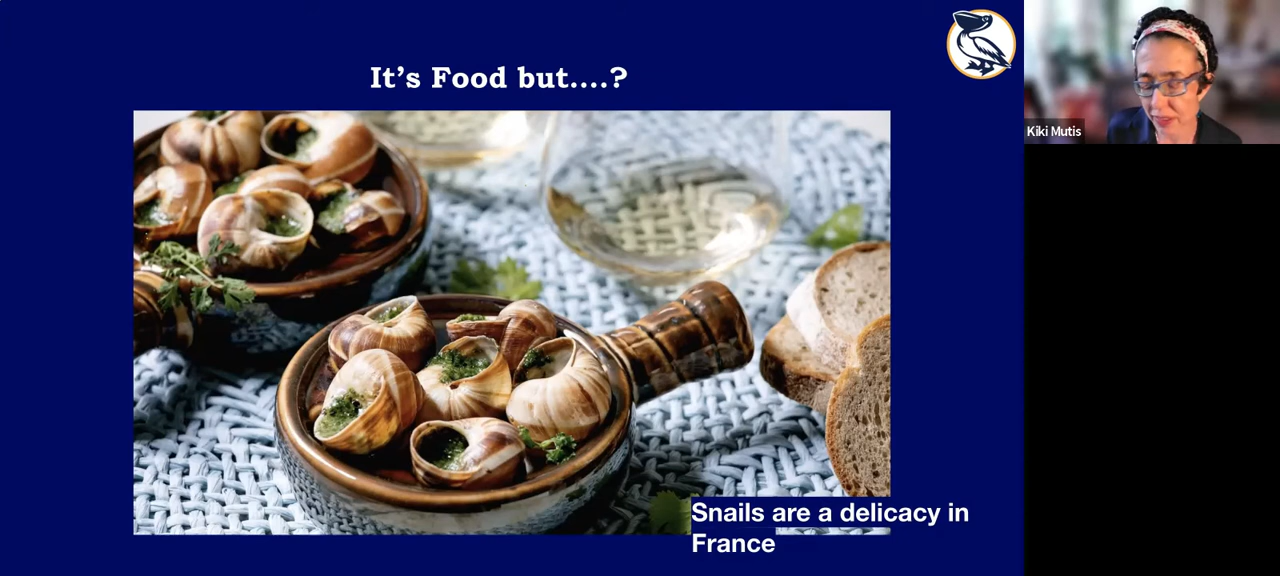 It’s Food but....?
Kiki Mutis
Snails are a delicacy in
France